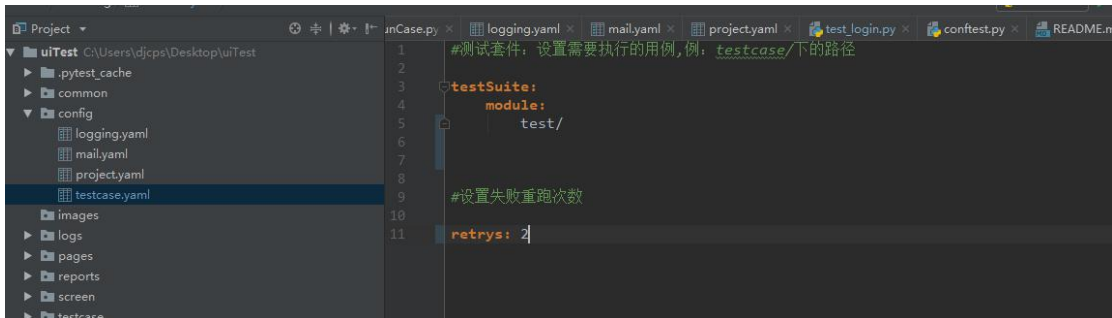 Project
unCase.py
logging.yaml
mail.yaml
project.yaml
test_login.py
conftest.py
README.m
uiTest C:\Users\djcps\Desktop\uiTest
.pytest_cache
common
config
logging.yaml
mail.yaml
project.yaml
testcase.yaml
images
logs
pages
reports
screen
testcase
1 #测试套件：设置需要执行的用例,例：testcase/下的路径
2
3 testSuite:
4 module:
5 test/
6
7
8
9 #设置失败重跑次数
10
11 retrys: 2